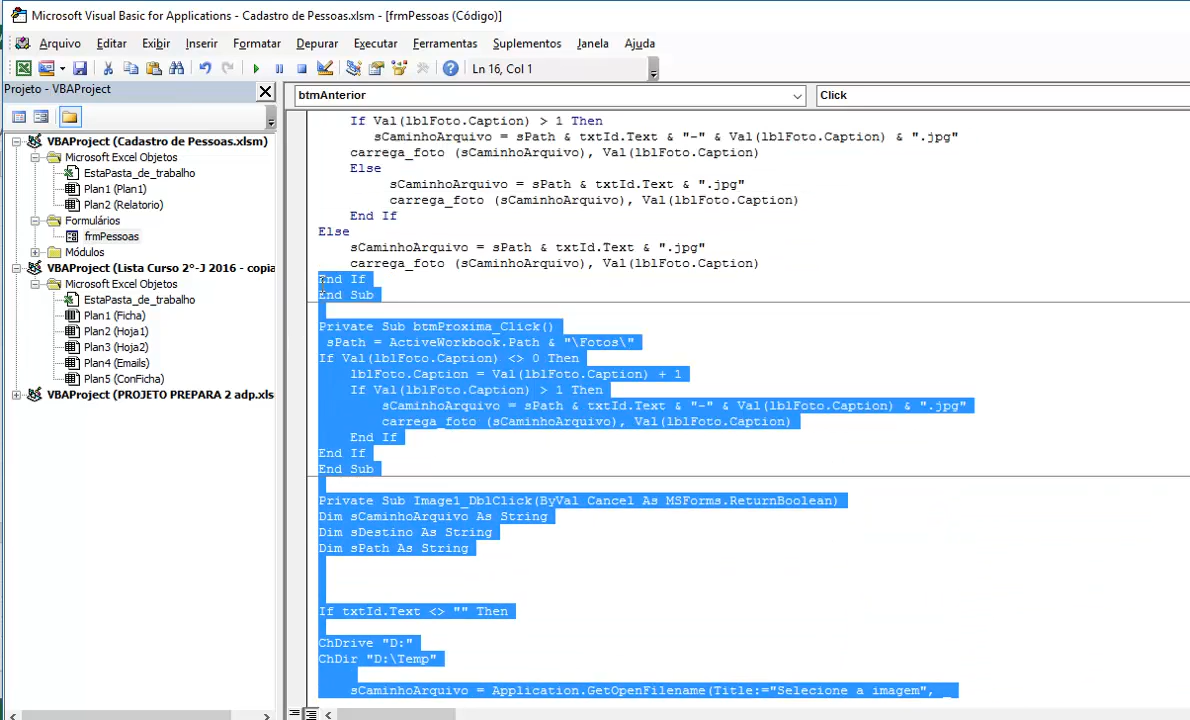 Microsoft Visual Basic for Applications - Cadastro de Pessoas.xlsm - [frmPessoas (Código)]
Arquivo Editar Exibir Inserir Formatar Depurar Executar Ferramentas Suplementos Janela Ajuda
Ln 16, Col 1
Projeto - VBAProject
btmAnterior
Click
VBAProject (Cadastro de Pessoas.xlsm)
Microsoft Excel Objetos
EstaPasta_de_trabalho
Plan1 (Plan1)
Plan2 (Relatorio)
Formulários
frmPessoas
Módulos
VBAProject (Lista Curso 2°-J 2016 - copia
Microsoft Excel Objetos
EstaPasta_de_trabalho
Plan1 (Ficha)
Plan2 (Hoja1)
Plan3 (Hoja2)
Plan4 (Emails)
Plan5 (ConFicha)
VBAProject (PROJETO PREPARA 2 adp.xls
If Val(lblFoto.Caption) > 1 Then
sCaminhoArquivo = sPath & txtId.Text & "-" & Val(lblFoto.Caption) & ".jpg"
carrega_foto (sCaminhoArquivo), Val(lblFoto.Caption)
Else
sCaminhoArquivo = sPath & txtId.Text & ".jpg"
carrega_foto (sCaminhoArquivo), Val(lblFoto.Caption)
End If
Else
sCaminhoArquivo = sPath & txtId.Text & ".jpg"
carrega_foto (sCaminhoArquivo), Val(lblFoto.Caption)
End If
End Sub
Private Sub btmProxima_Click()
sPath = ActiveWorkbook.Path & "\Fotos\"
If Val(lblFoto.Caption) <> 0 Then
lblFoto.Caption = Val(lblFoto.Caption) + 1
If Val(lblFoto.Caption) > 1 Then
sCaminhoArquivo = sPath & txtId.Text & "-" & Val(lblFoto.Caption) & ".jpg"
carrega_foto (sCaminhoArquivo), Val(lblFoto.Caption)
End If
End If
End Sub
Private Sub Image1_DblClick(ByVal Cancel As MSForms.ReturnBoolean)
Dim sCaminhoArquivo As String
Dim sDestino As String
Dim sPath As String
If txtId.Text <> "" Then
ChDrive "D:"
ChDir "D:\Temp"
sCaminhoArquivo = Application.GetOpenFilename(Title:="Selecione a imagem", _